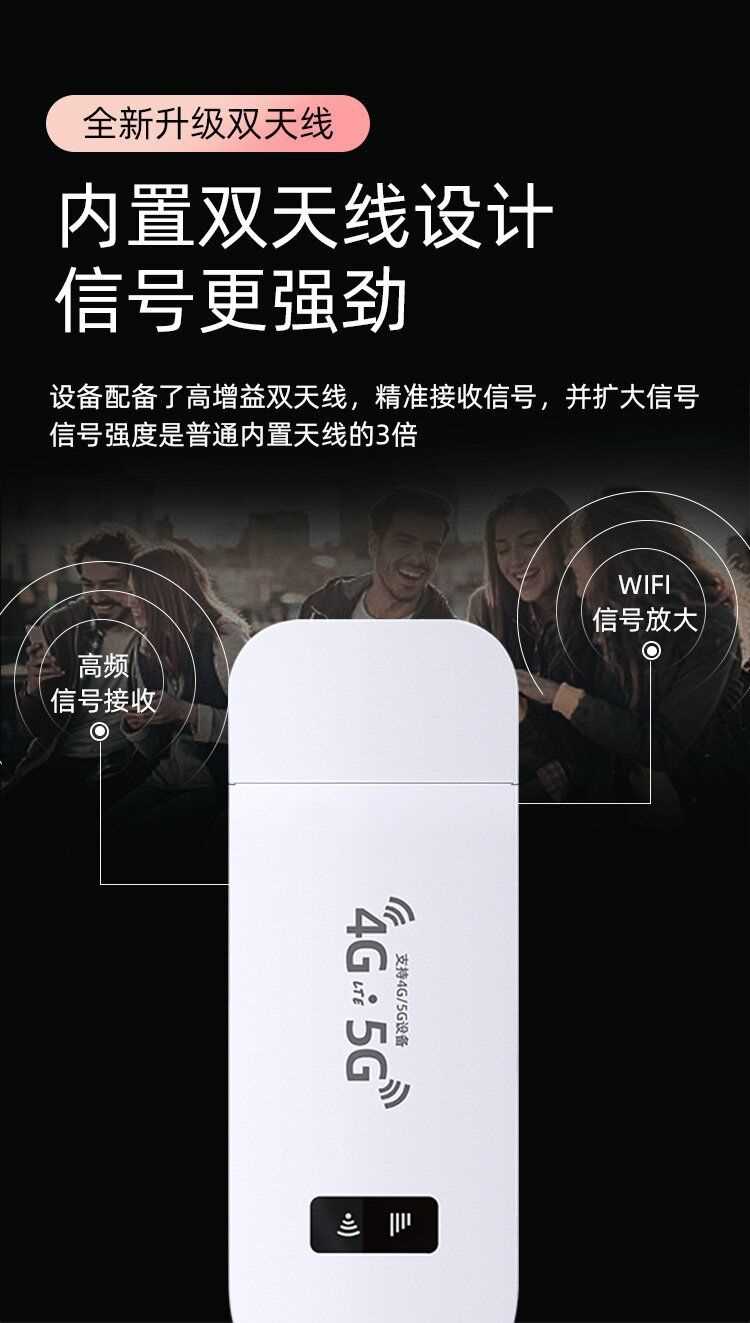 全新升级双天线
内置双天线设计
信号更强劲
设备配备了高增益双天线，精准接收信号，并扩大信号
信号强度是普通内置天线的3倍
WIFI
信号放大
高频
信号接收
支持4G/5G设备
4G LTE • 5G